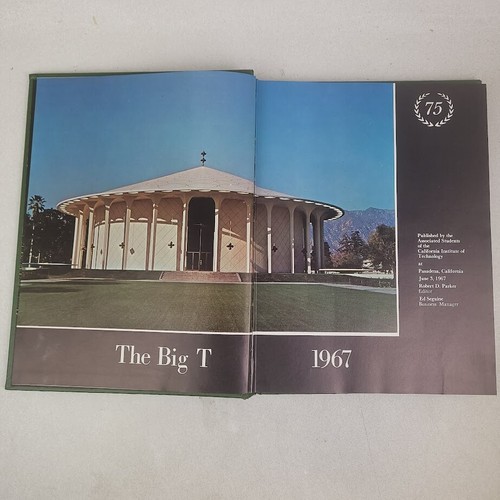 75
Published by the
Associated Students
of the
California Institute of
Technology
at
Pasadena, California
June 5, 1967
Robert D. Parker
Editor
Ed Seguine
Business Manager
The Big T 1967